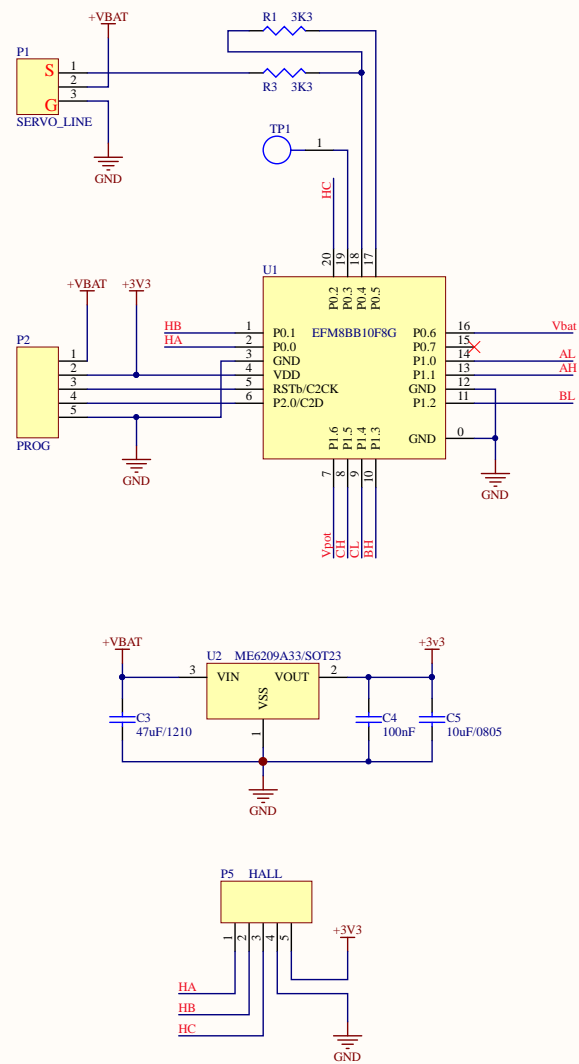 +VBAT
R1 3K3
P1
S 1
2
G 3
SERVO_LINE
R3 3K3
GND
TP1
1
HC
20
19
18
17
U1
P0.2
P0.3
P0.4
P0.5
+VBAT
+3V3
EFM8BB10F8G
HB 1 P0.1
HA 2 P0.0
3 GND
4 VDD
5 RSTb/C2CK
6 P2.0/C2D
P0.6 16 Vbat
P0.7 15
P1.0 14 AL
P1.1 13 AH
GND 12
P1.2 11 BL
GND 0
P2
1
2
3
4
5
PROG
GND
GND
P1.6
P1.5
P1.4
P1.3
7
8
9
10
Vpot
CH
CL
BH
+VBAT
U2 ME6209A33/SOT23
+3v3
3 VIN
VOUT 2
VSS
1
C3
47uF/1210
C4
100nF
C5
10uF/0805
GND
P5 HALL
1
2
3
4
5
+3V3
HA
HB
HC
GND